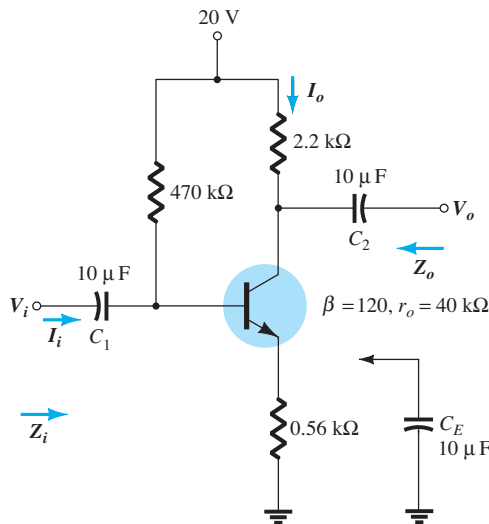 20 V
I_o
2.2 kΩ
470 kΩ
10 μF
V_o
C_2
Z_o
10 μF
V_i
I_i
C_1
β = 120, r_o = 40 kΩ
Z_i
0.56 kΩ
C_E
10 μF